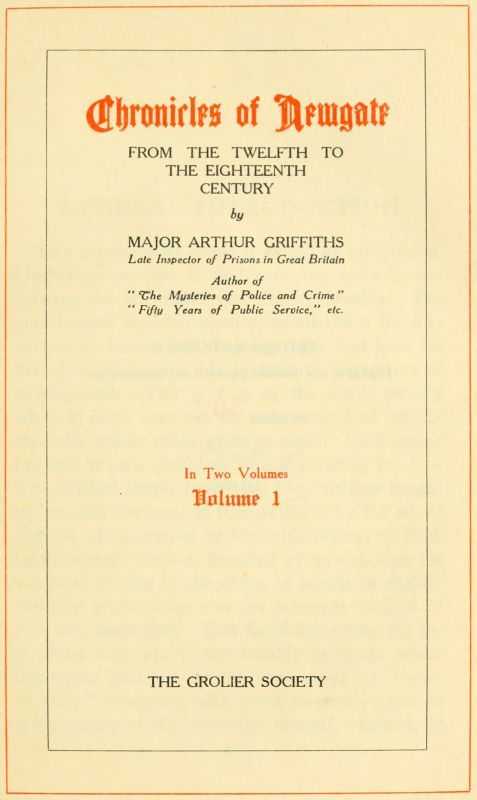 Chronicles of Newgate
FROM THE TWELFTH TO
THE EIGHTEENTH
CENTURY
by
MAJOR ARTHUR GRIFFITHS
Late Inspector of Prisons in Great Britain
Author of
"The Mysteries of Police and Crime"
"Fifty Years of Public Service," etc.
In Two Volumes
Volume 1
THE GROLIER SOCIETY